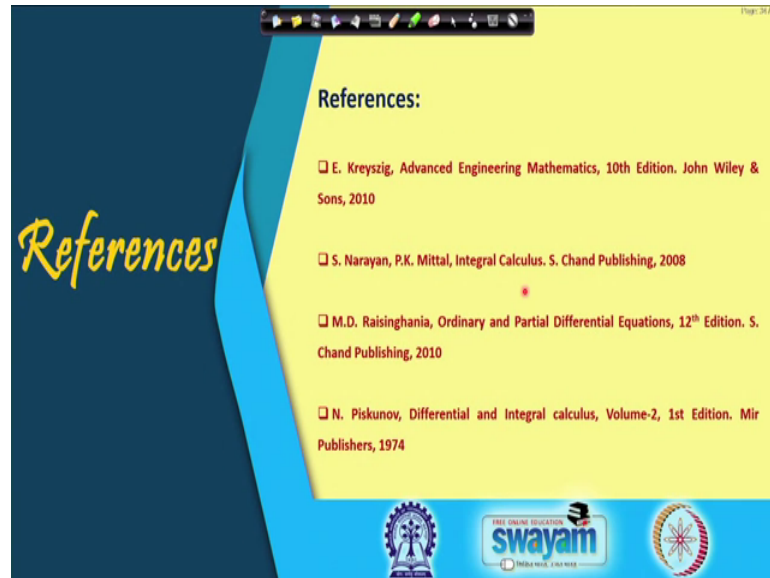 Page: 34/
References:
❑ E. Kreyszig, Advanced Engineering Mathematics, 10th Edition. John Wiley &
Sons, 2010
References
❑ S. Narayan, P.K. Mittal, Integral Calculus. S. Chand Publishing, 2008
❑ M.D. Raisinghania, Ordinary and Partial Differential Equations, 12th Edition. S.
Chand Publishing, 2010
❑ N. Piskunov, Differential and Integral calculus, Volume-2, 1st Edition. Mir
Publishers, 1974
FREE ONLINE EDUCATION
swayam